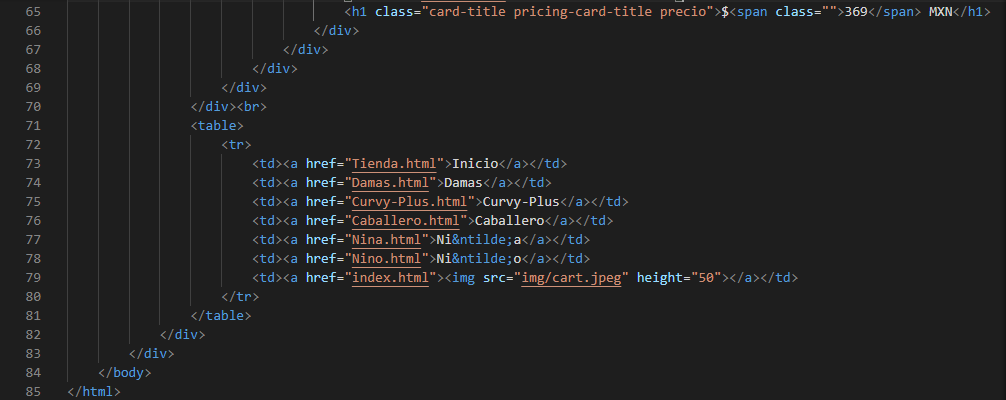 65 <h1 class="card-title pricing-card-title precio">$<span class="">369</span> MXN</h1>
66 </div>
67 </div>
68 </div>
69 </div>
70 </div><br>
71 <table>
72 <tr>
73 <td><a href="Tienda.html">Inicio</a></td>
74 <td><a href="Damas.html">Damas</a></td>
75 <td><a href="Curvy-Plus.html">Curvy-Plus</a></td>
76 <td><a href="Caballero.html">Caballero</a></td>
77 <td><a href="Nina.html">Ni&ntilde;a</a></td>
78 <td><a href="Nino.html">Ni&ntilde;o</a></td>
79 <td><a href="index.html"><img src="img/cart.jpeg" height="50"></a></td>
80 </tr>
81 </table>
82 </div>
83 </div>
84 </body>
85 </html>